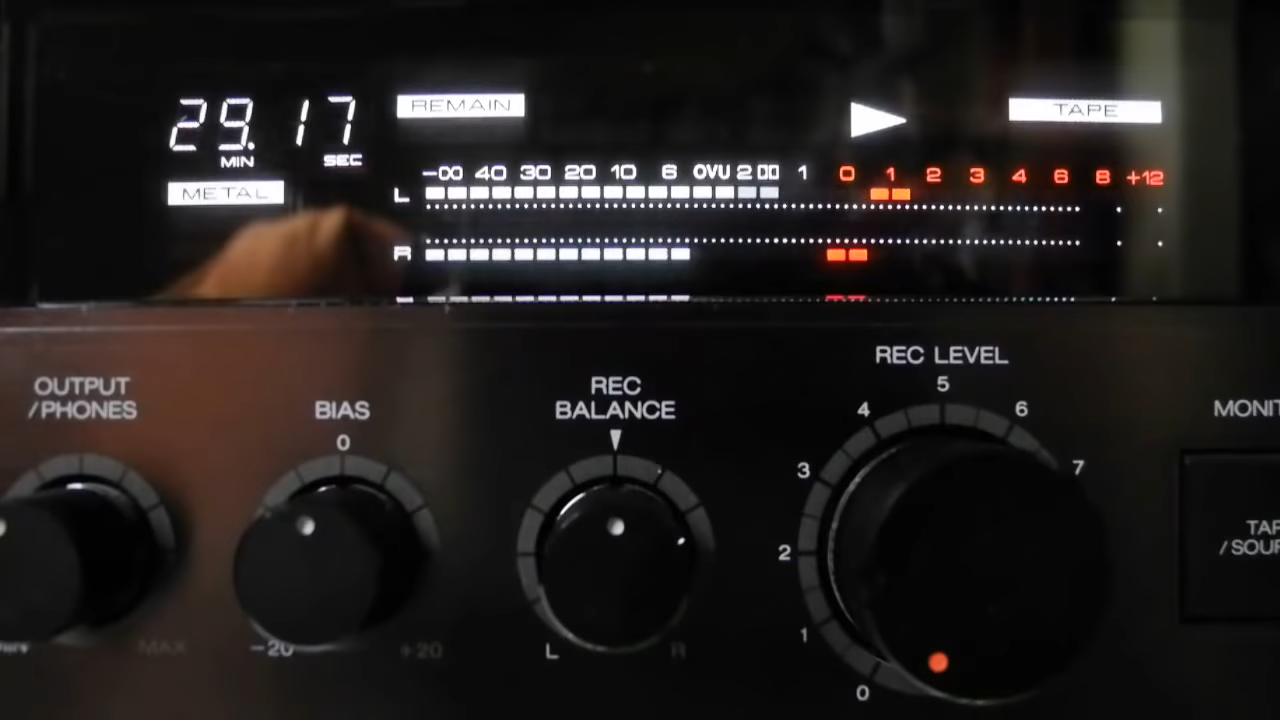 29. 17
MIN SEC
REMAIN
TAPE
METAL
-∞ 40 30 20 10 6 OVU 2 DD 1 0 1 2 3 4 6 8 +12
L
R
OUTPUT
/PHONES
MAX
BIAS
0
-20 +20
REC
BALANCE
L R
REC LEVEL
0 1 2 3 4 5 6 7
MONIT
TAP
/SOUR